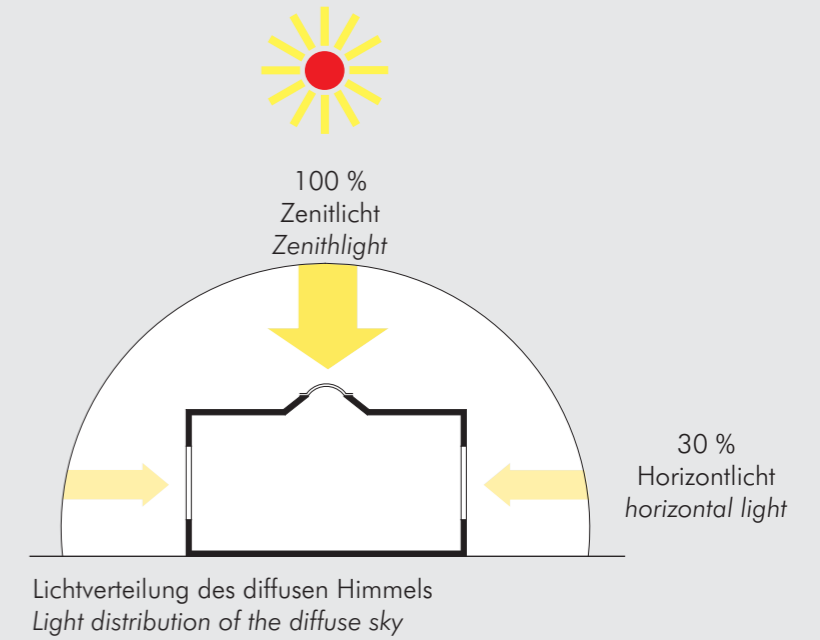 100 %
Zenitlicht
Zenithlight
30 %
Horizontlicht
horizontal light
Lichtverteilung des diffusen Himmels
Light distribution of the diffuse sky